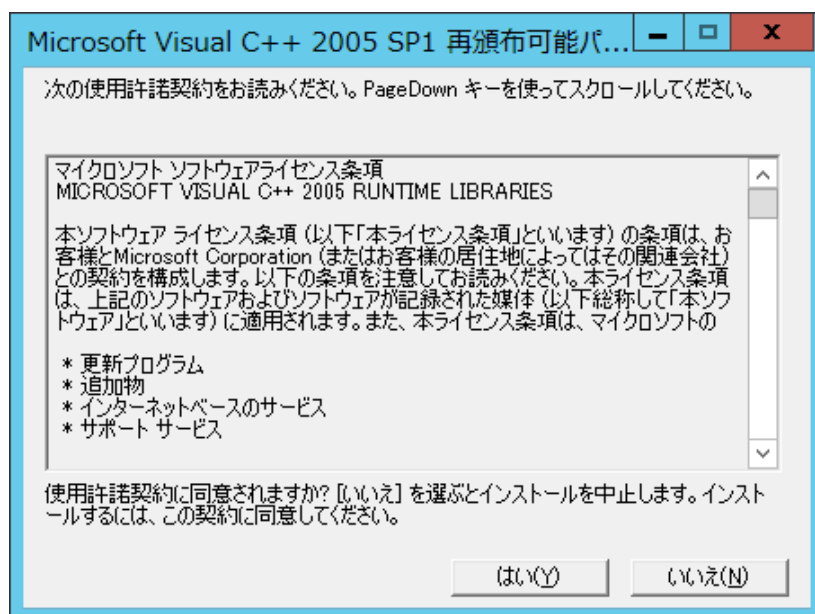 Microsoft Visual C++ 2005 SP1 再頒布可能パ...
次の使用許諾契約をお読みください。PageDown キーを使ってスクロールしてください。
マイクロソフト ソフトウェアライセンス条項
MICROSOFT VISUAL C++ 2005 RUNTIME LIBRARIES
本ソフトウェア ライセンス条項 (以下「本ライセンス条項」といいます) の条項は、お
客様とMicrosoft Corporation (またはお客様の居住地によってはその関連会社)
との契約を構成します。以下の条項を注意してお読みください。本ライセンス条項
は、上記のソフトウェアおよびソフトウェアが記録された媒体 (以下総称して「本ソフ
トウェア」といいます) に適用されます。また、本ライセンス条項は、マイクロソフトの
* 更新プログラム
* 追加物
* インターネットベースのサービス
* サポート サービス
使用許諾契約に同意されますか? [いいえ] を選ぶとインストールを中止します。インスト
ールするには、この契約に同意してください。
はい(Y)
いいえ(N)